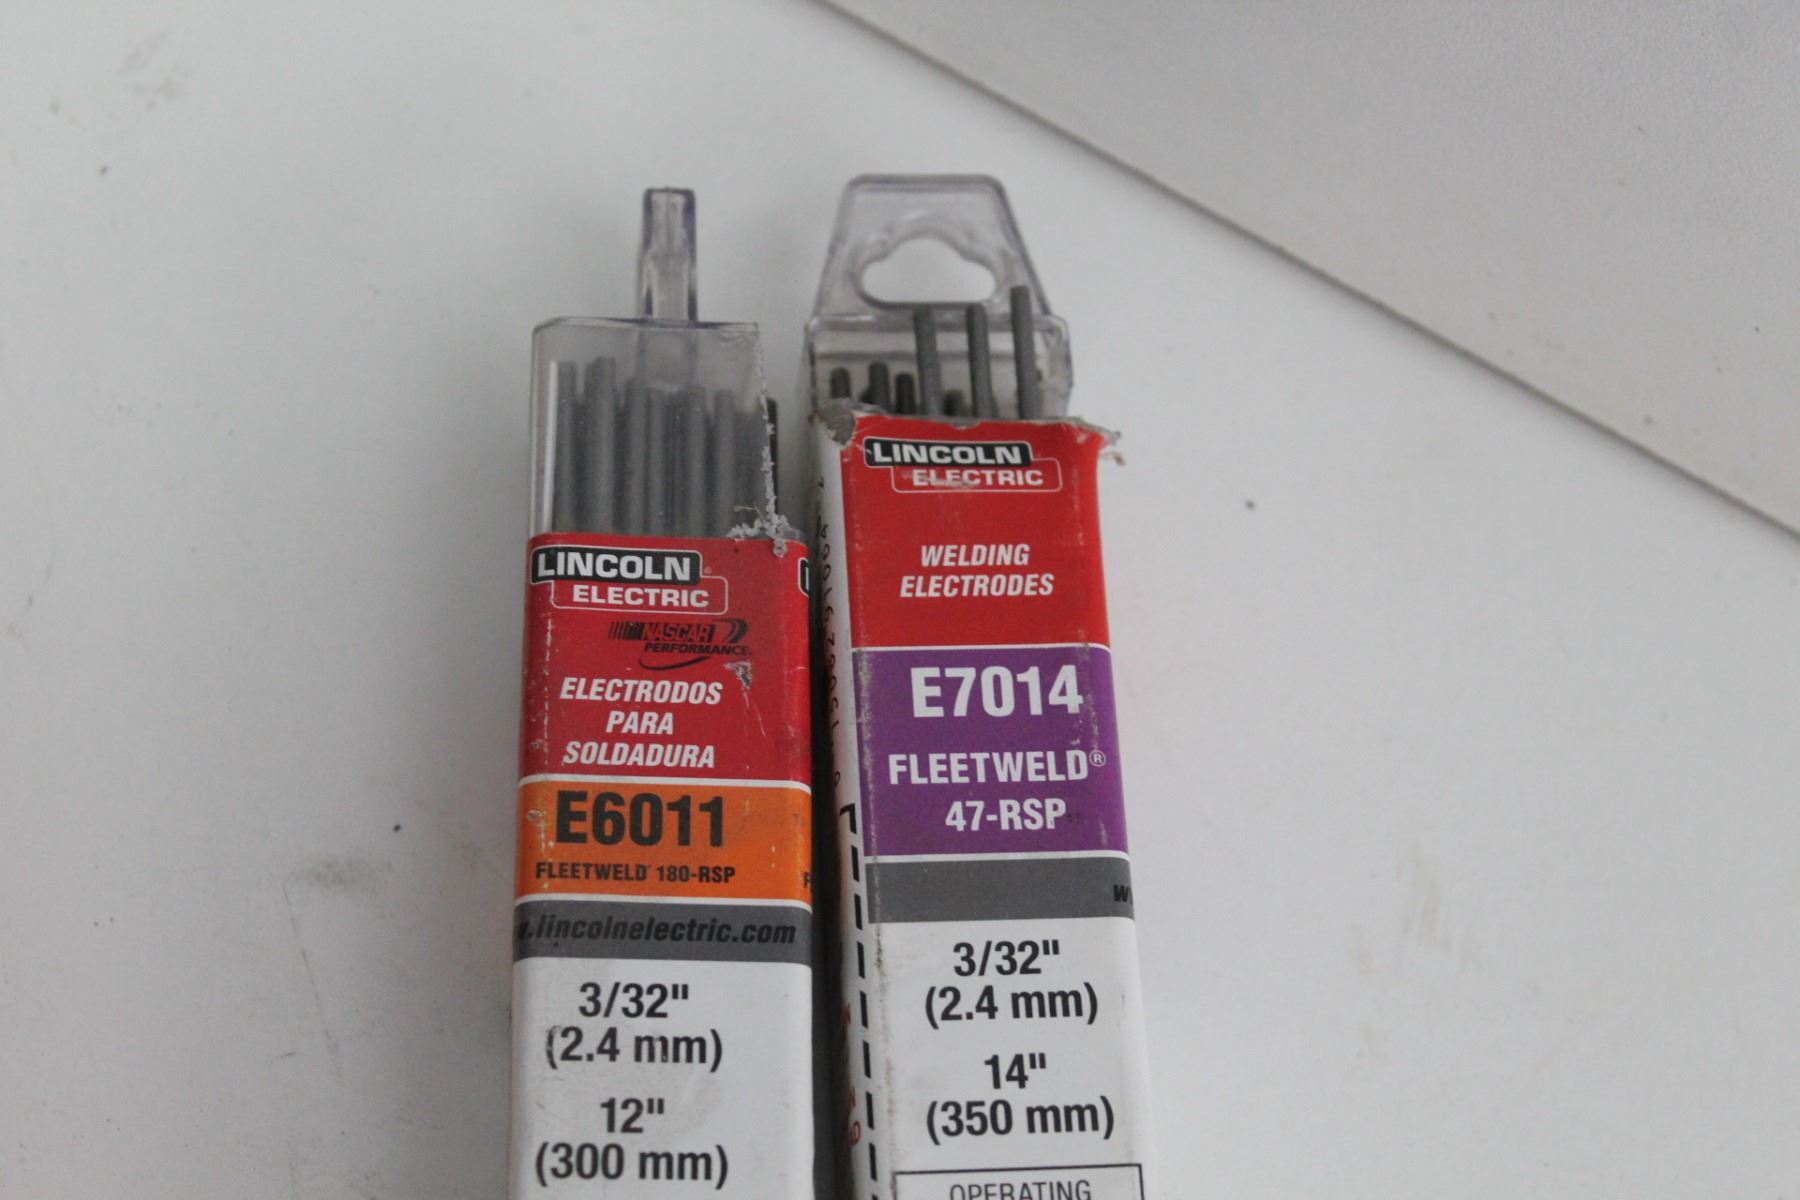 LINCOLN
ELECTRIC
NASCAR
PERFORMANCE
ELECTRODOS
PARA
SOLDADURA
E6011
FLEETWELD 180-RSP
.lincolnelectric.com
3/32"
(2.4 mm)
12"
(300 mm)
LINCOLN
ELECTRIC
WELDING
ELECTRODES
E7014
FLEETWELD®
47-RSP
3/32"
(2.4 mm)
14"
(350 mm)
OPERATING